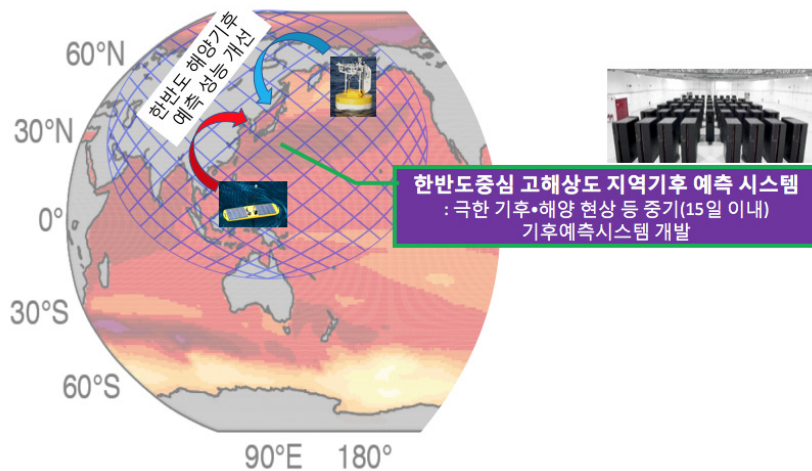 60°N
30°N
0°
30°S
60°S
90°E 180°
한반도 해양기후
예측 성능 개선
한반도중심 고해상도 지역기후 예측 시스템
: 극한 기후•해양 현상 등 중기(15일 이내)
기후예측시스템 개발